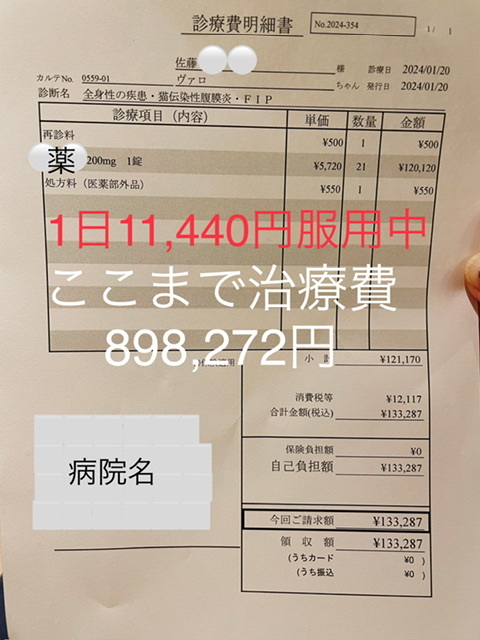 診療費明細書
No.2024-354
1/ 1
佐藤
様 診療日 2024/01/20
カルテNo. 0559-01 ヴァロ ちゃん 発行日 2024/01/20
診断名 全身性の疾患・猫伝染性腹膜炎・FIP
診療項目(内容) 単価 数量 金額
再診料 ¥500 1 ¥500
薬 200mg 1錠 ¥5,720 21 ¥120,120
処方料(医薬部外品) ¥550 1 ¥550
1日11,440円服用中
ここまで治療費
898,272円
小 計 ¥121,170
消費税等 ¥12,117
合計金額(税込) ¥133,287
保険負担額 ¥0
自己負担額 ¥133,287
病院名
今回ご請求額 ¥133,287
領 収 額 ¥133,287
(うちカード ¥0 )
(うち振込 ¥0 )